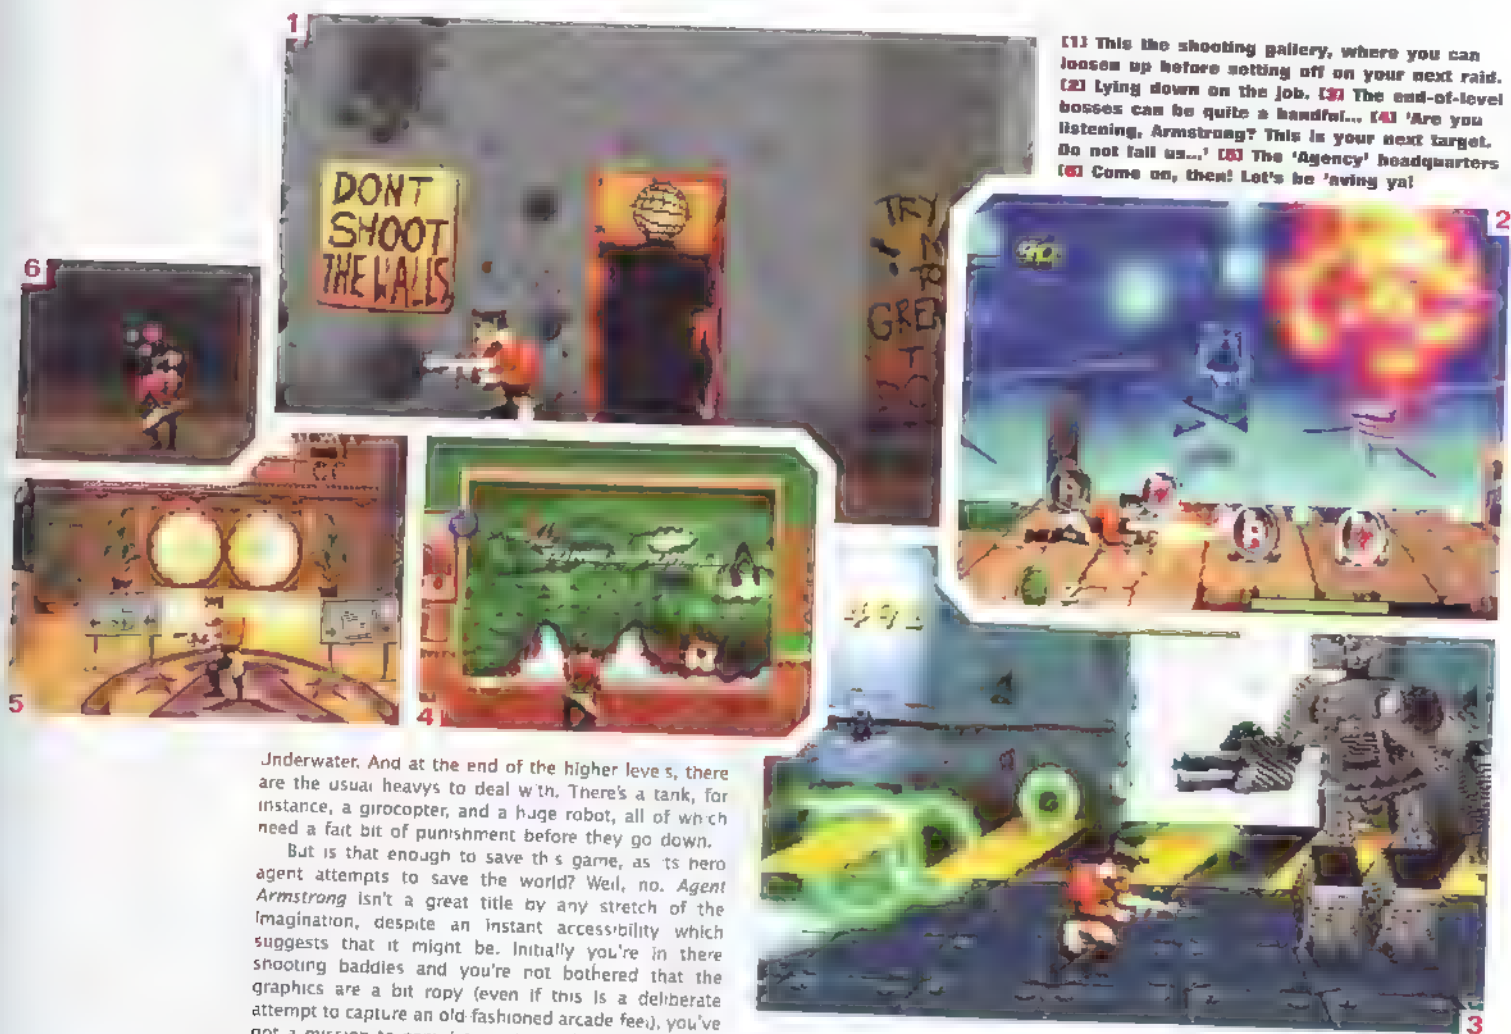 [1] This the shooting gallery, where you can
loosen up before setting off on your next raid.
[2] Lying down on the job. [3] The end-of-level
bosses can be quite a handful... [4] 'Are you
listening, Armstrong? This is your next target.
Do not fail us...' [5] The 'Agency' headquarters
[6] Come on, then! Let's be 'aving ya!
1
DONT
SHOOT
THE WALLS
TRY
GREN
2
6
5
4
3
Underwater. And at the end of the higher levels, there
are the usual heavys to deal with. There's a tank, for
instance, a girocopter, and a huge robot, all of which
need a fait bit of punishment before they go down.
But is that enough to save this game, as its hero
agent attempts to save the world? Well, no. Agent
Armstrong isn't a great title by any stretch of the
imagination, despite an instant accessibility which
suggests that it might be. Initially you're in there
shooting baddies and you're not bothered that the
graphics are a bit ropy (even if this is a deliberate
attempt to capture an old-fashioned arcade feel), you've
got a mission to